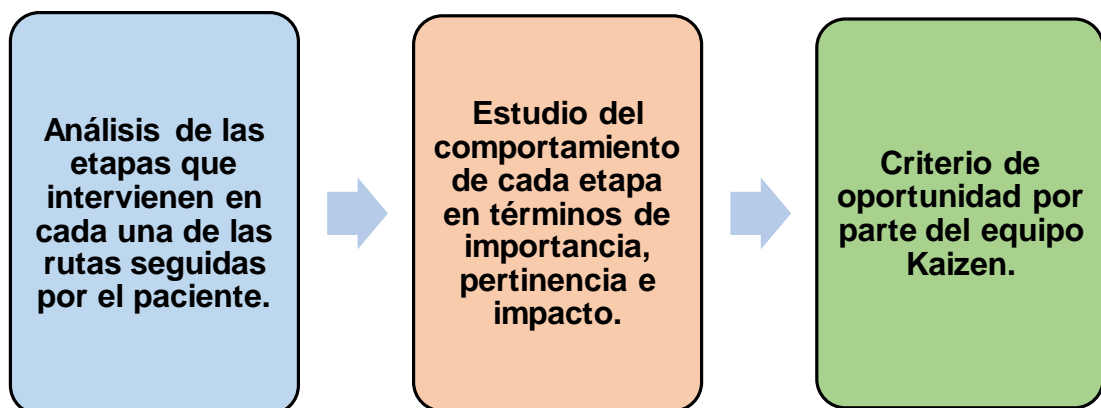 Análisis de las
etapas que
intervienen en
cada una de las
rutas seguidas
por el paciente.
Estudio del
comportamiento
de cada etapa
en términos de
importancia,
pertinencia e
impacto.
Criterio de
oportunidad por
parte del equipo
Kaizen.